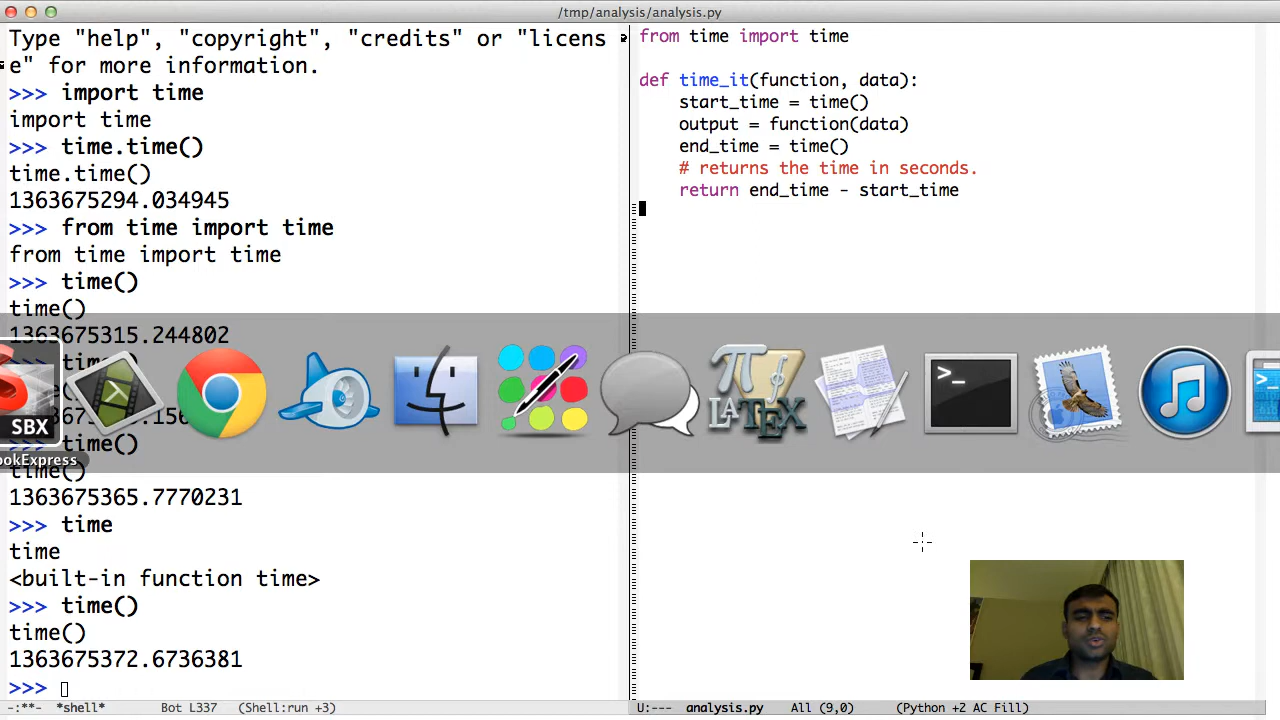 /tmp/analysis/analysis.py
Type "help", "copyright", "credits" or "licens
e" for more information.
>>> import time
import time
>>> time.time()
time.time()
1363675294.034945
>>> from time import time
from time import time
>>> time()
time()
1363675315.244802
time()
1363675365.7770231
>>> time
time
<built-in function time>
>>> time()
time()
1363675372.6736381
>>>
-:**- *shell* Bot L337 (Shell:run +3)
from time import time
def time_it(function, data):
start_time = time()
output = function(data)
end_time = time()
# returns the time in seconds.
return end_time - start_time
SBX
ookExpress
LATEX
>_
U:--- analysis.py All (9,0) (Python +2 AC Fill)